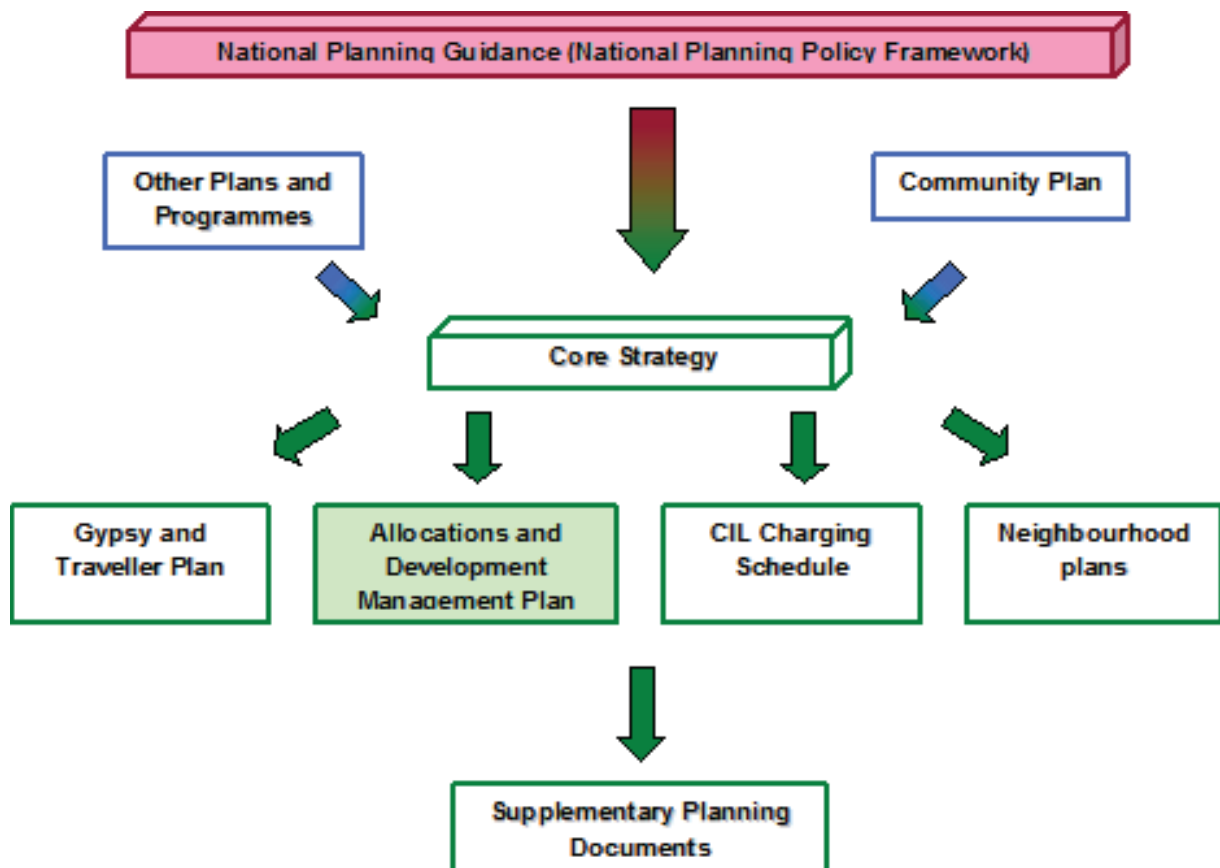 National Planning Guidance (National Planning Policy Framework)
Other Plans and
Programmes
Community Plan
Core Strategy
Gypsy and
Traveller Plan
Allocations and
Development
Management Plan
CIL Charging
Schedule
Neighbourhood
plans
Supplementary Planning
Documents